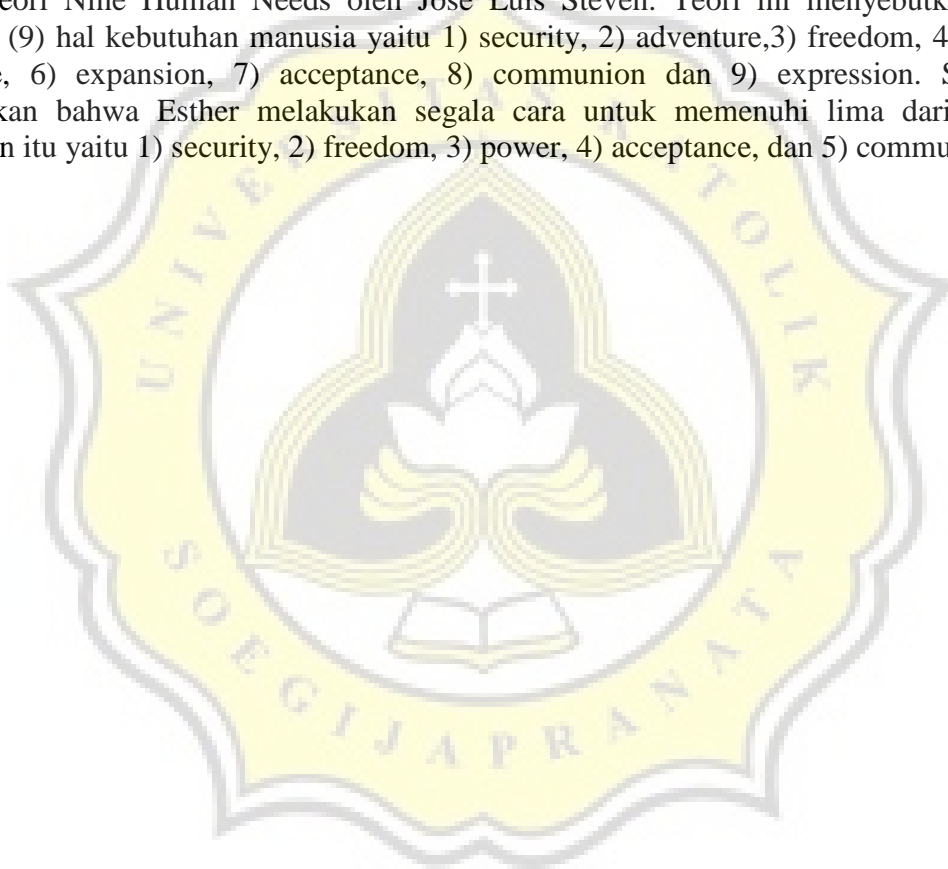 eori Nine Human Needs oleh Jose Luis Steven. Teori ini menyebutk
(9) hal kebutuhan manusia yaitu 1) security, 2) adventure,3) freedom, 4
e, 6) expansion, 7) acceptance, 8) communion dan 9) expression. S
kan bahwa Esther melakukan segala cara untuk memenuhi lima dari
n itu yaitu 1) security, 2) freedom, 3) power, 4) acceptance, dan 5) commu
UNIVERSITAS KATOLIK
SOEGIJAPRANATA